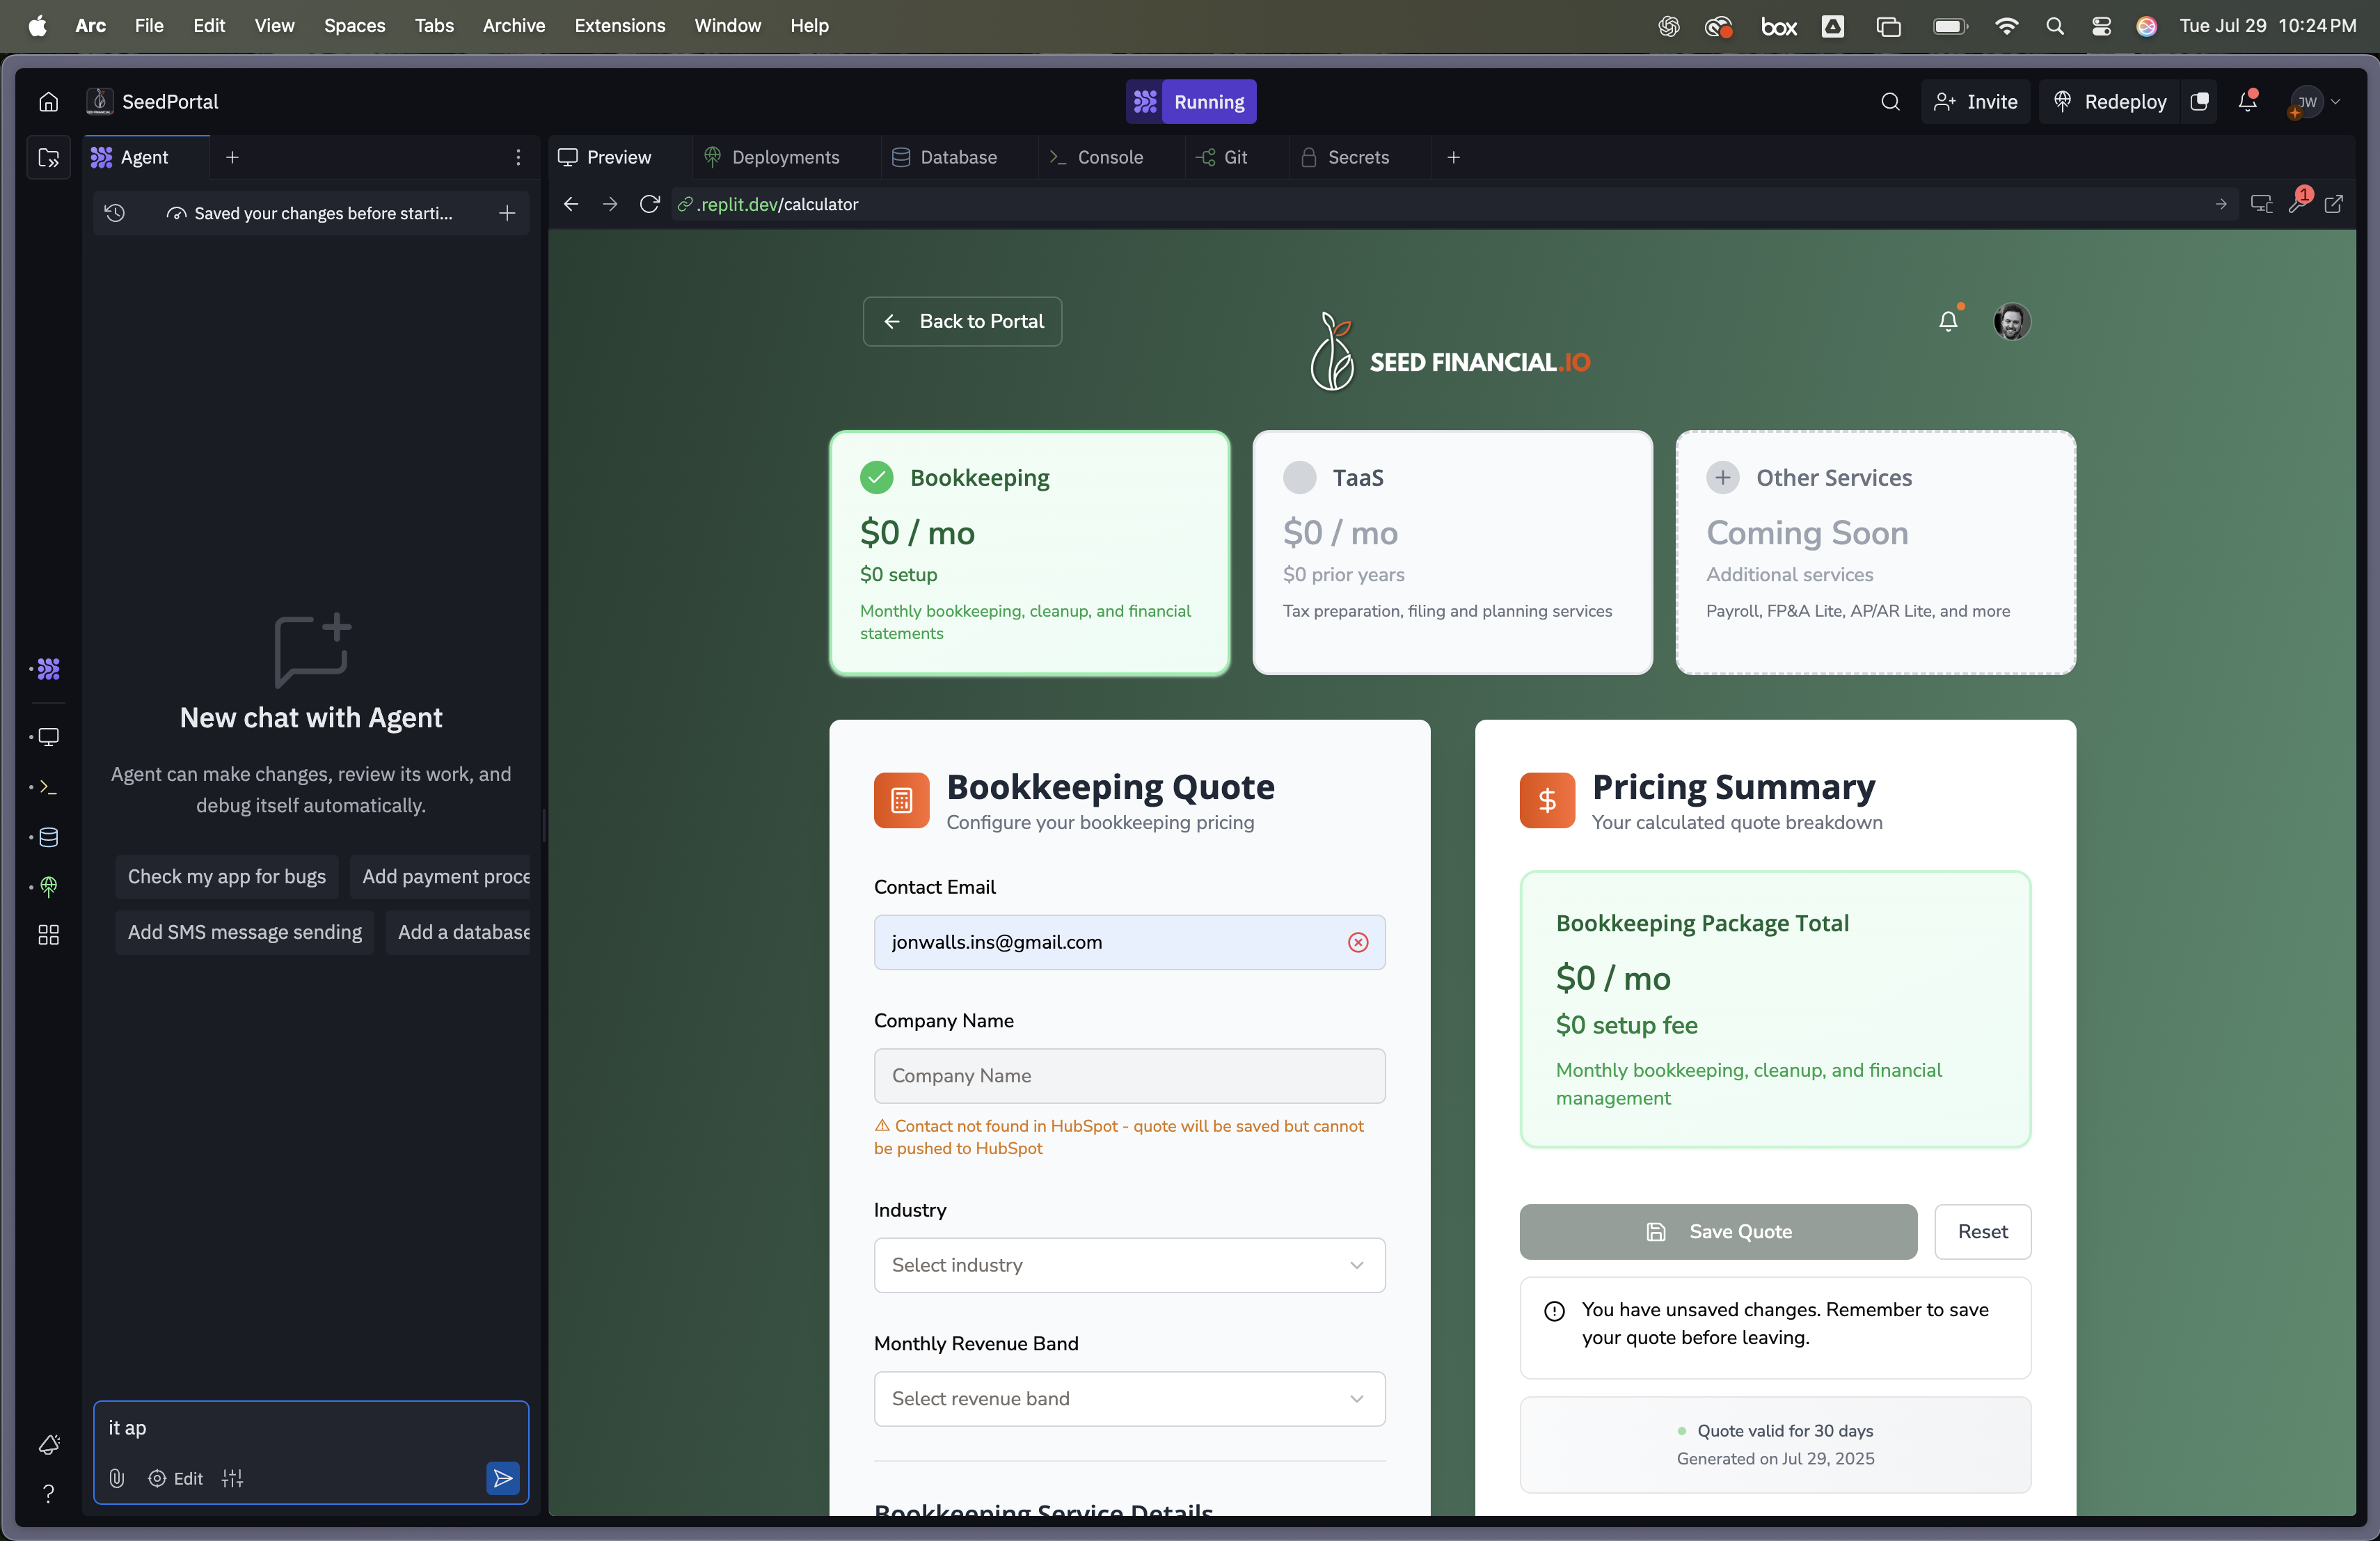 Arc File Edit View Spaces Tabs Archive Extensions Window Help box Tue Jul 29 10:24 PM
SeedPortal Running Invite Redeploy JW
Agent Preview Deployments Database Console Git Secrets
Saved your changes before starti... .replit.dev/calculator 1
New chat with Agent
Agent can make changes, review its work, and
debug itself automatically.
Check my app for bugs Add payment proce
Add SMS message sending Add a database
it ap
Edit
Back to Portal
SEED FINANCIAL.IO
Bookkeeping
$0 / mo
$0 setup
Monthly bookkeeping, cleanup, and financial
statements
TaaS
$0 / mo
$0 prior years
Tax preparation, filing and planning services
Other Services
Coming Soon
Additional services
Payroll, FP&A Lite, AP/AR Lite, and more
Bookkeeping Quote
Configure your bookkeeping pricing
Contact Email
jonwalls.ins@gmail.com
Company Name
Company Name
⚠ Contact not found in HubSpot - quote will be saved but cannot
be pushed to HubSpot
Industry
Select industry
Monthly Revenue Band
Select revenue band
Bookkeeping Service Details
Pricing Summary
Your calculated quote breakdown
Bookkeeping Package Total
$0 / mo
$0 setup fee
Monthly bookkeeping, cleanup, and financial
management
Save Quote Reset
You have unsaved changes. Remember to save
your quote before leaving.
Quote valid for 30 days
Generated on Jul 29, 2025